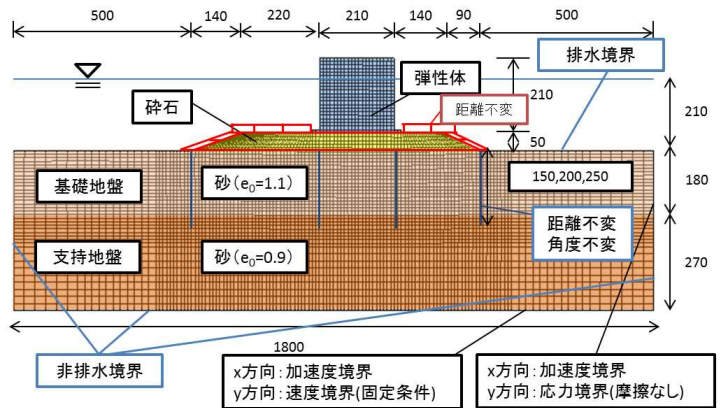 500
140
220
210
140
90
500
排水境界
弾性体
距離不変
砕石
210
210
50
基礎地盤
砂(e0=1.1)
150,200,250
180
距離不変
角度不変
支持地盤
砂(e0=0.9)
270
1800
非排水境界
x方向:加速度境界
y方向:速度境界(固定条件)
x方向:加速度境界
y方向:応力境界(摩擦なし)